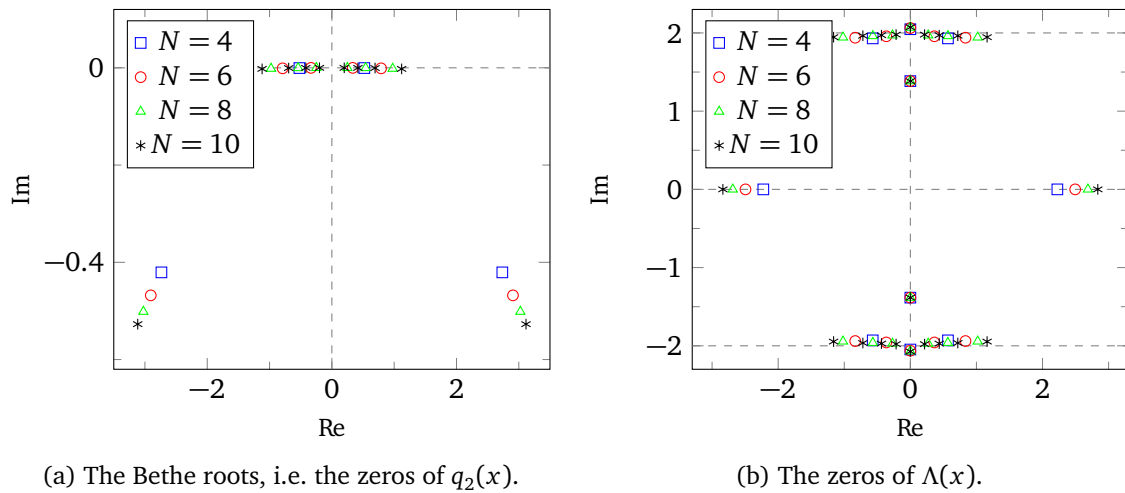 N = 4
N = 6
N = 8
N = 10
0
−0.4
Im
−2
0
2
Re
(a) The Bethe roots, i.e. the zeros of q₂(x).
N = 4
N = 6
N = 8
N = 10
2
1
0
−1
−2
Im
−2
0
2
Re
(b) The zeros of Λ(x).